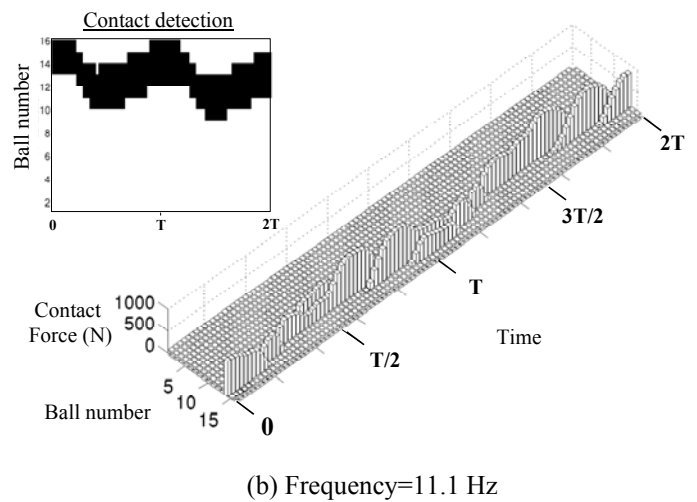 Contact detection
16
14
12
10
8
6
4
2
Ball number
0 T 2T
2T
3T/2
T
T/2
0
Time
Contact
Force (N)
1000
500
0
5
10
15
Ball number
(b) Frequency=11.1 Hz